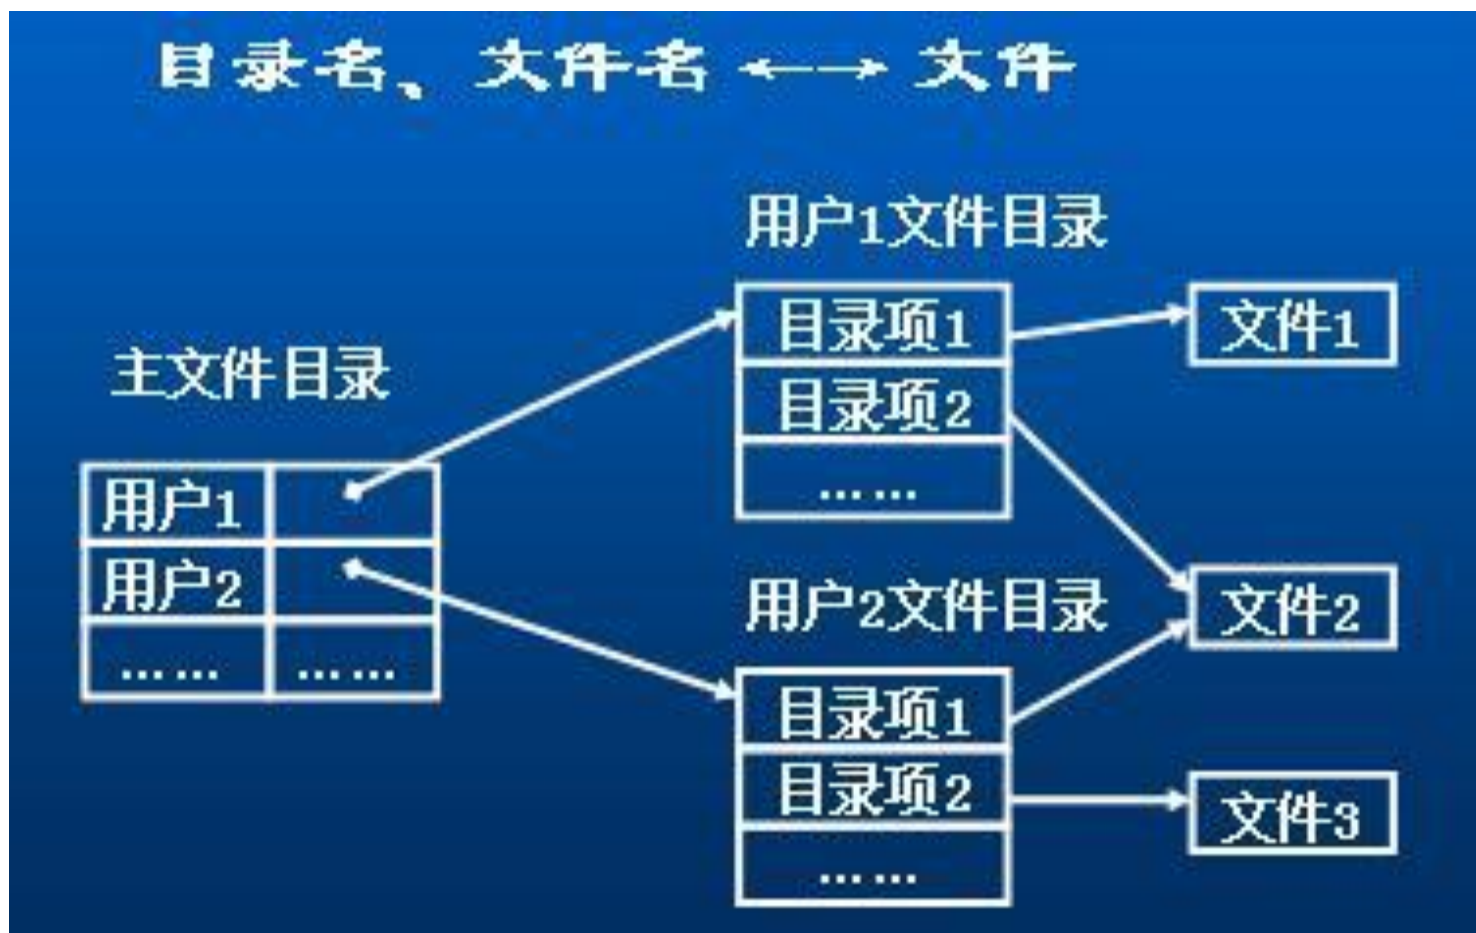 目录名、文件名 ←→ 文件
主文件目录
用户1
用户2
…… ……
用户1文件目录
目录项1
目录项2
……
用户2文件目录
目录项1
目录项2
……
文件1
文件2
文件3